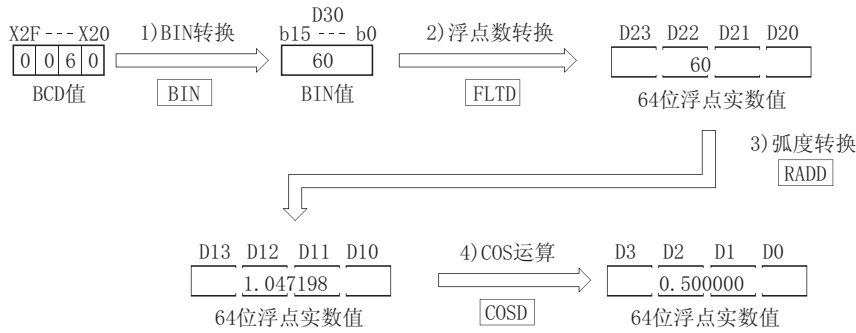 D30
X2F --- X20 1)BIN转换 b15 --- b0 2)浮点数转换 D23 D22 D21 D20
0 0 6 0 60 60
BCD值 BIN BIN值 FLTD 64位浮点实数值
3)弧度转换
RADD
D13 D12 D11 D10 4)COS运算 D3 D2 D1 D0
1.047198 0.500000
64位浮点实数值 COSD 64位浮点实数值